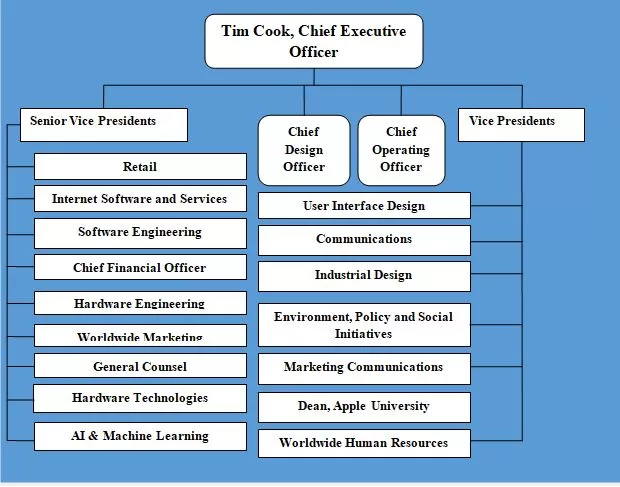 Tim Cook, Chief Executive
Officer
Senior Vice Presidents
Chief
Design
Officer
Chief
Operating
Officer
Vice Presidents
Retail
Internet Software and Services
Software Engineering
Chief Financial Officer
Hardware Engineering
Worldwide Marketing
General Counsel
Hardware Technologies
AI & Machine Learning
User Interface Design
Communications
Industrial Design
Environment, Policy and Social
Initiatives
Marketing Communications
Dean, Apple University
Worldwide Human Resources